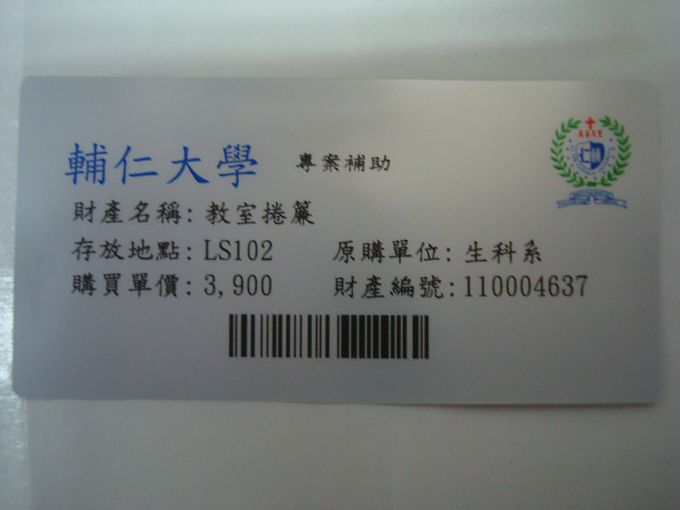 輔仁大學 專案補助
財產名稱: 教室捲簾
存放地點: LS102 原購單位: 生科系
購買單價: 3,900 財產編號: 110004637